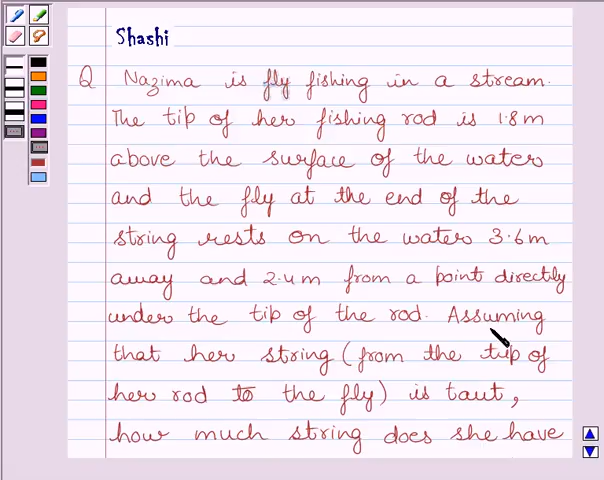 Shashi
Q Nazima is fly fishing in a stream.
The tip of her fishing rod is 1.8 m
above the surface of the water
and the fly at the end of the
string rests on the water 3.6 m
away and 2.4 m from a point directly
under the tip of the rod. Assuming
that her string (from the tip of
her rod to the fly) is taut,
how much string does she have